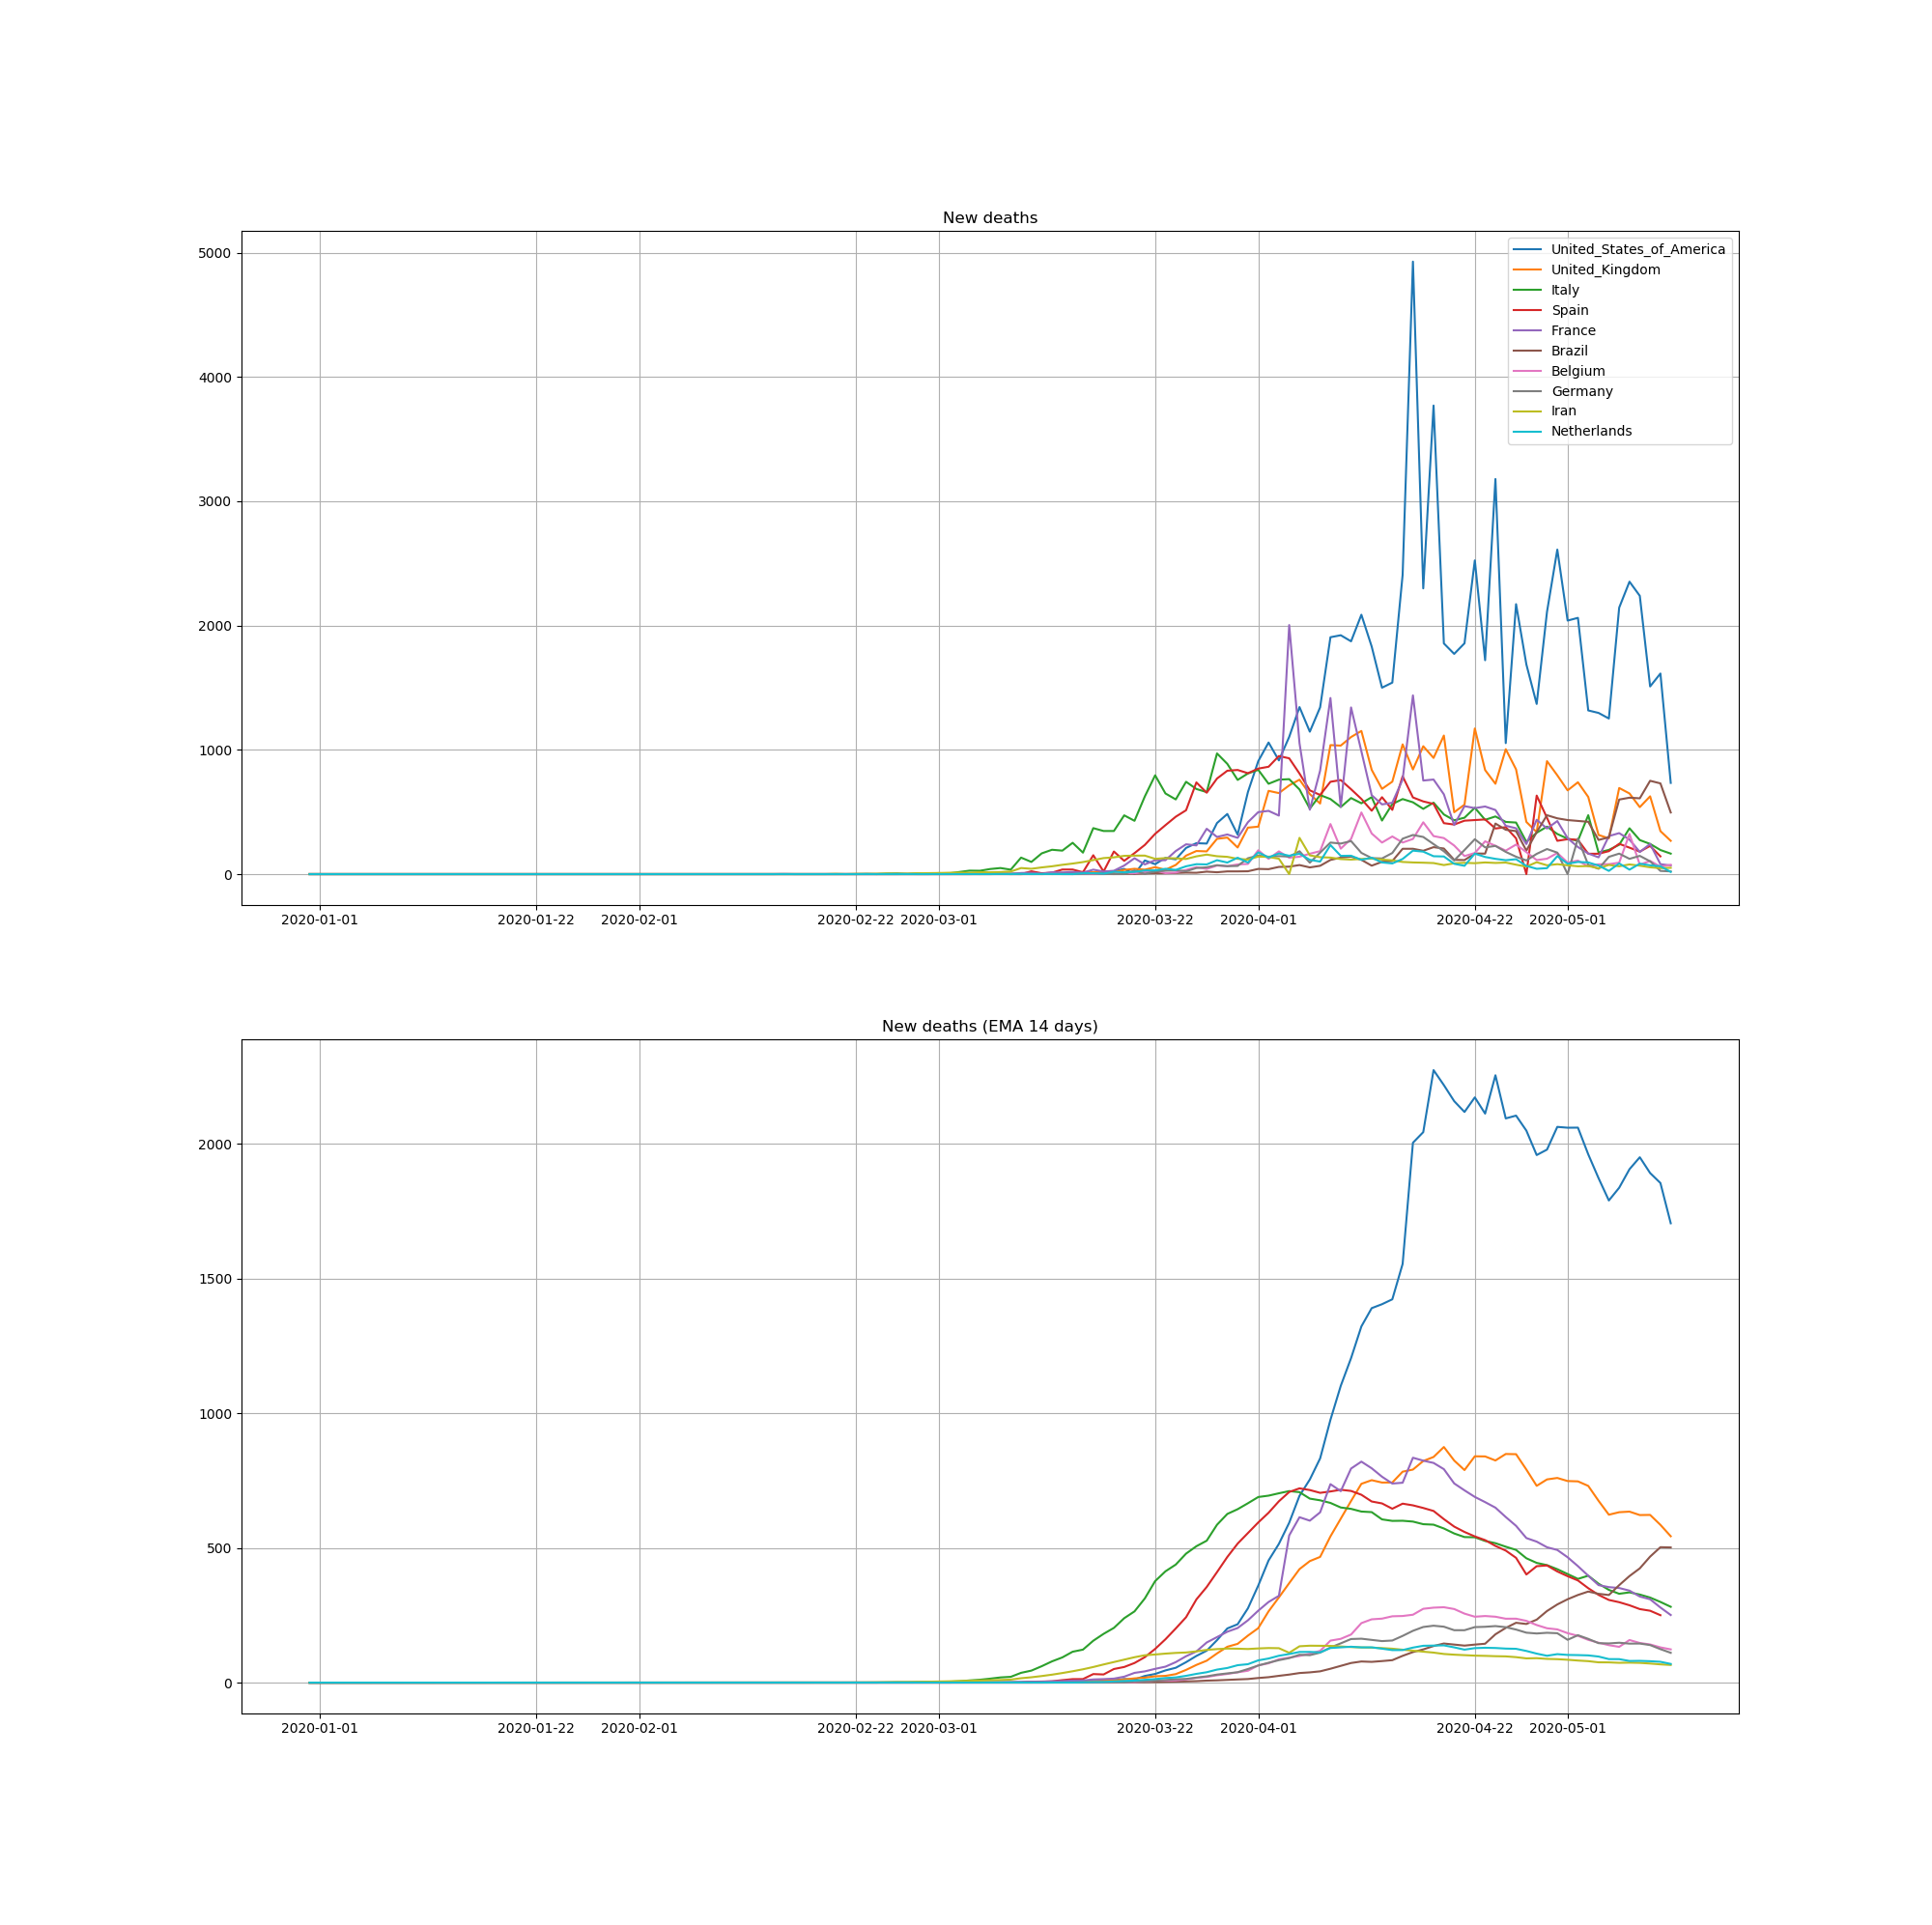 New deaths
5000
4000
3000
2000
1000
0
United_States_of_America
United_Kingdom
Italy
Spain
France
Brazil
Belgium
Germany
Iran
Netherlands
2020-01-01 2020-01-22 2020-02-01 2020-02-22 2020-03-01 2020-03-22 2020-04-01 2020-04-22 2020-05-01
New deaths (EMA 14 days)
2000
1500
1000
500
0
2020-01-01 2020-01-22 2020-02-01 2020-02-22 2020-03-01 2020-03-22 2020-04-01 2020-04-22 2020-05-01